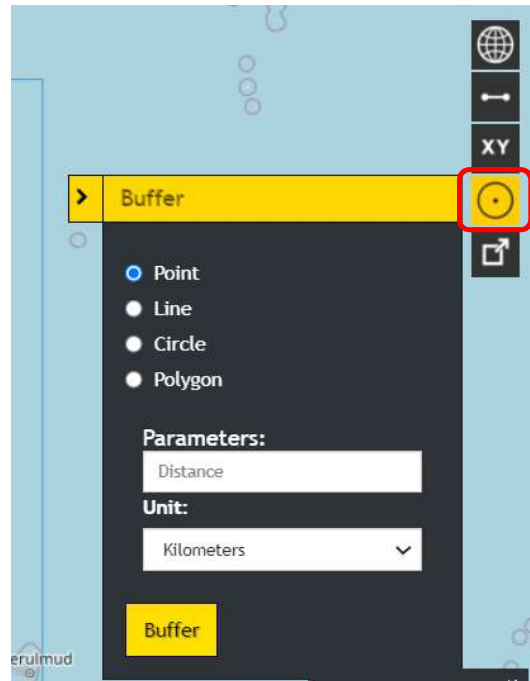 XY
Buffer
Point
Line
Circle
Polygon
Parameters:
Distance
Unit:
Kilometers
Buffer
erulmud